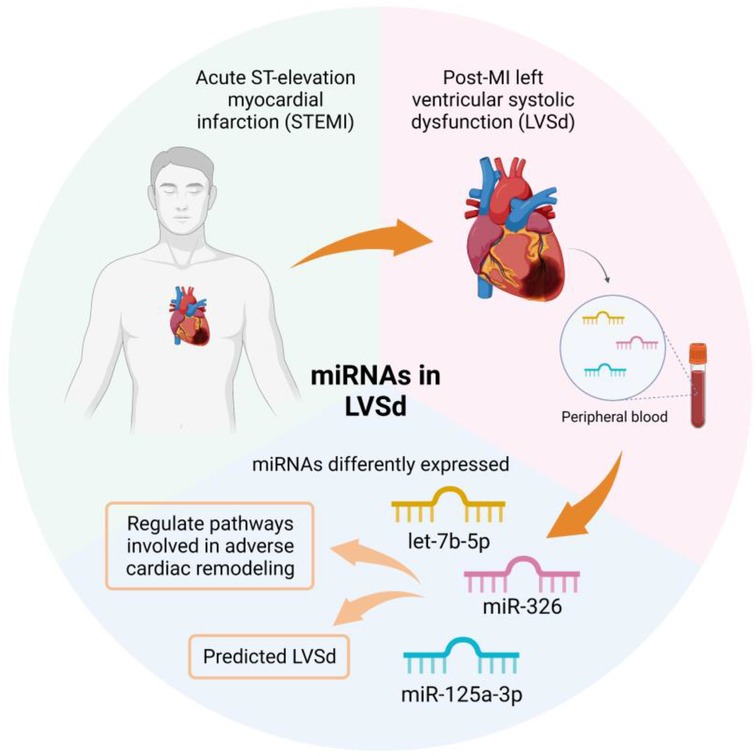 Acute ST-elevation
myocardial
infarction (STEMI)
Post-MI left
ventricular systolic
dysfunction (LVSd)
miRNAs in
LVSd
Peripheral blood
miRNAs differently expressed
let-7b-5p
Regulate pathways
involved in adverse
cardiac remodeling
miR-326
Predicted LVSd
miR-125a-3p